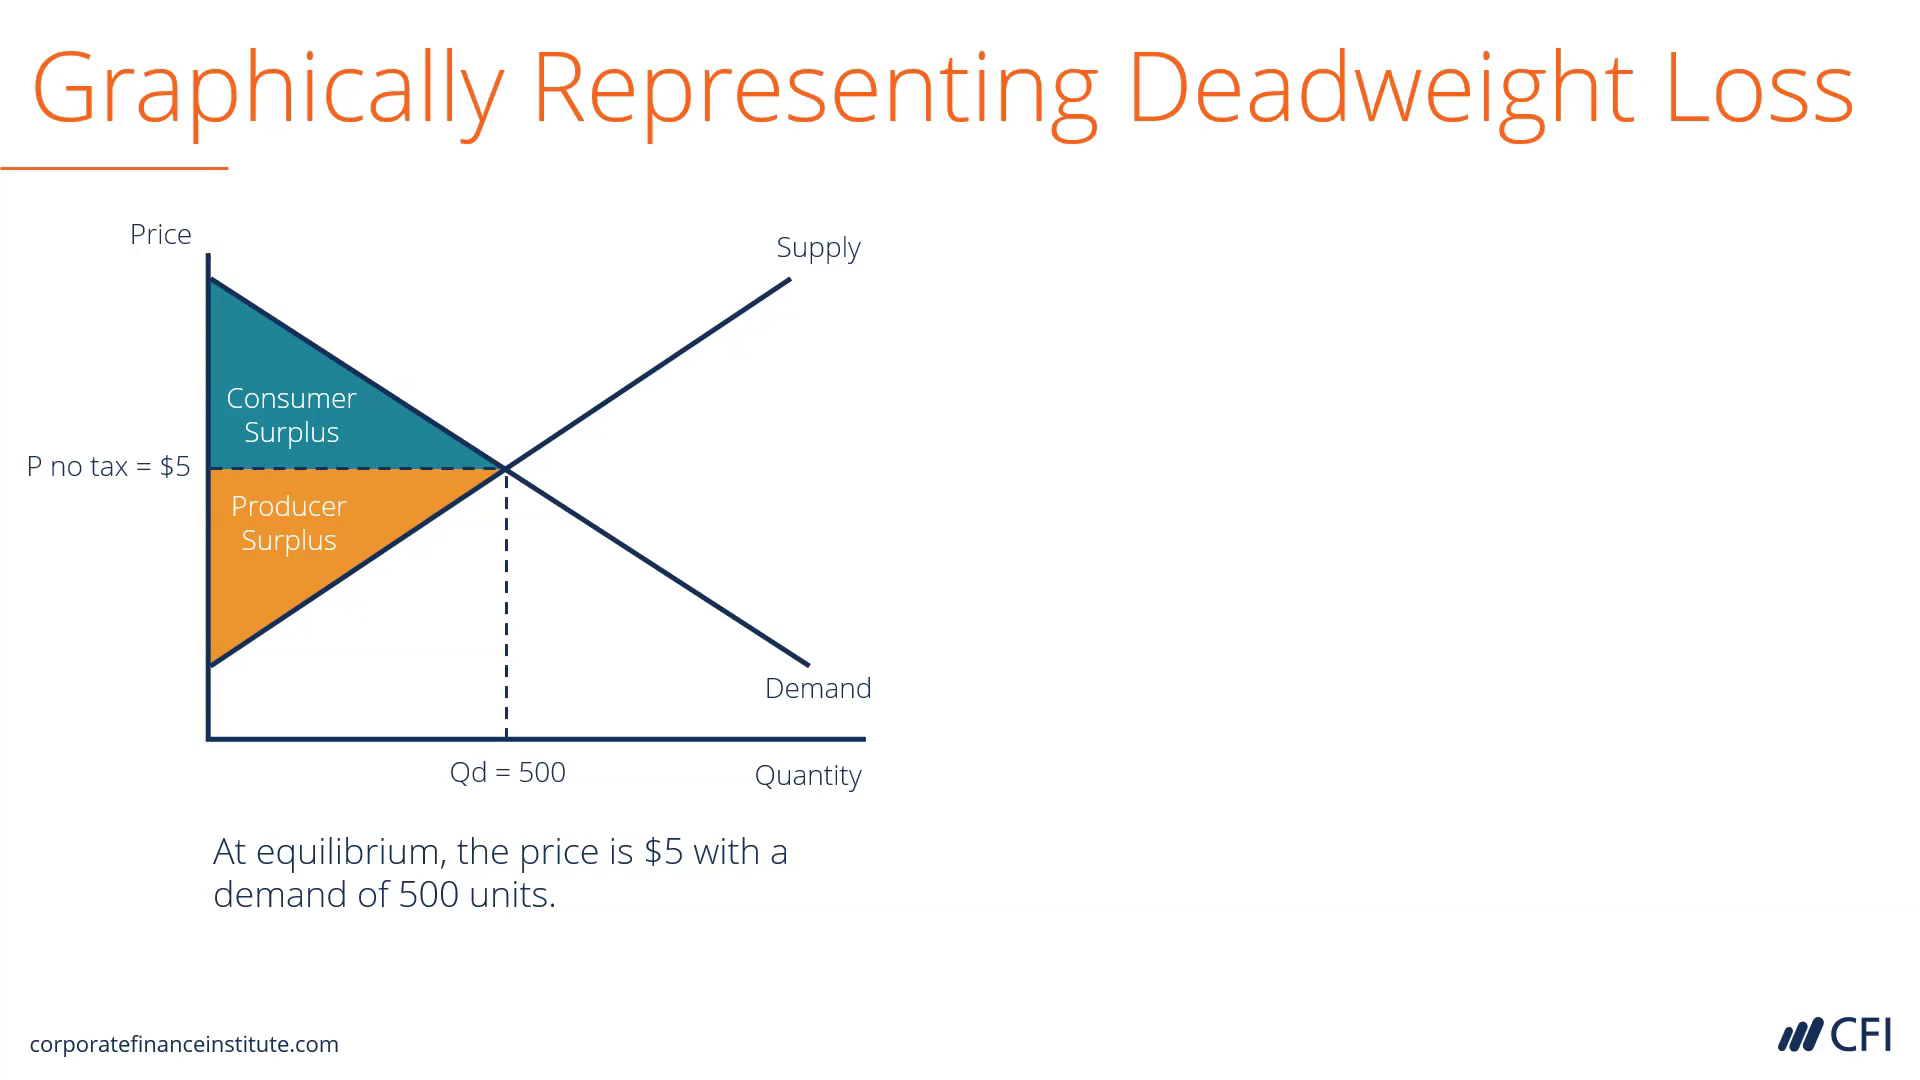 Graphically Representing Deadweight Loss
Price
Supply
Consumer
Surplus
P no tax = $5
Producer
Surplus
Demand
Qd = 500
Quantity
At equilibrium, the price is $5 with a
demand of 500 units.
corporatefinanceinstitute.com
CFI